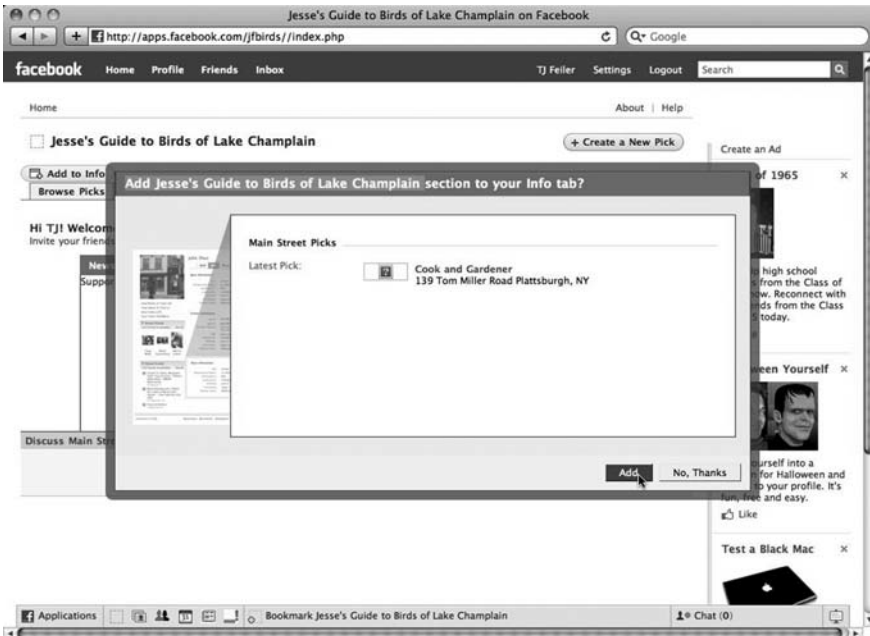 Jesse's Guide to Birds of Lake Champlain on Facebook
http://apps.facebook.com/jfbirds//index.php
Google
facebook Home Profile Friends Inbox TJ Feiler Settings Logout Search
Home About | Help
Jesse's Guide to Birds of Lake Champlain + Create a New Pick
Create an Ad
Add to Info
Browse Picks
Add Jesse's Guide to Birds of Lake Champlain section to your Info tab?
of 1965
Hi TJ! Welcom
Invite your friend
New
Suppor
Main Street Picks
Latest Pick:
Cook and Gardener
139 Tom Miller Road Plattsburgh, NY
high school
from the Class of
Reconnect with
from the Class
today.
een Yourself
Discuss Main Str
Add No, Thanks
urself into a
for Halloween and
to your profile. It's
fun, free and easy.
Like
Test a Black Mac
Applications 31 Bookmark Jesse's Guide to Birds of Lake Champlain Chat (0)